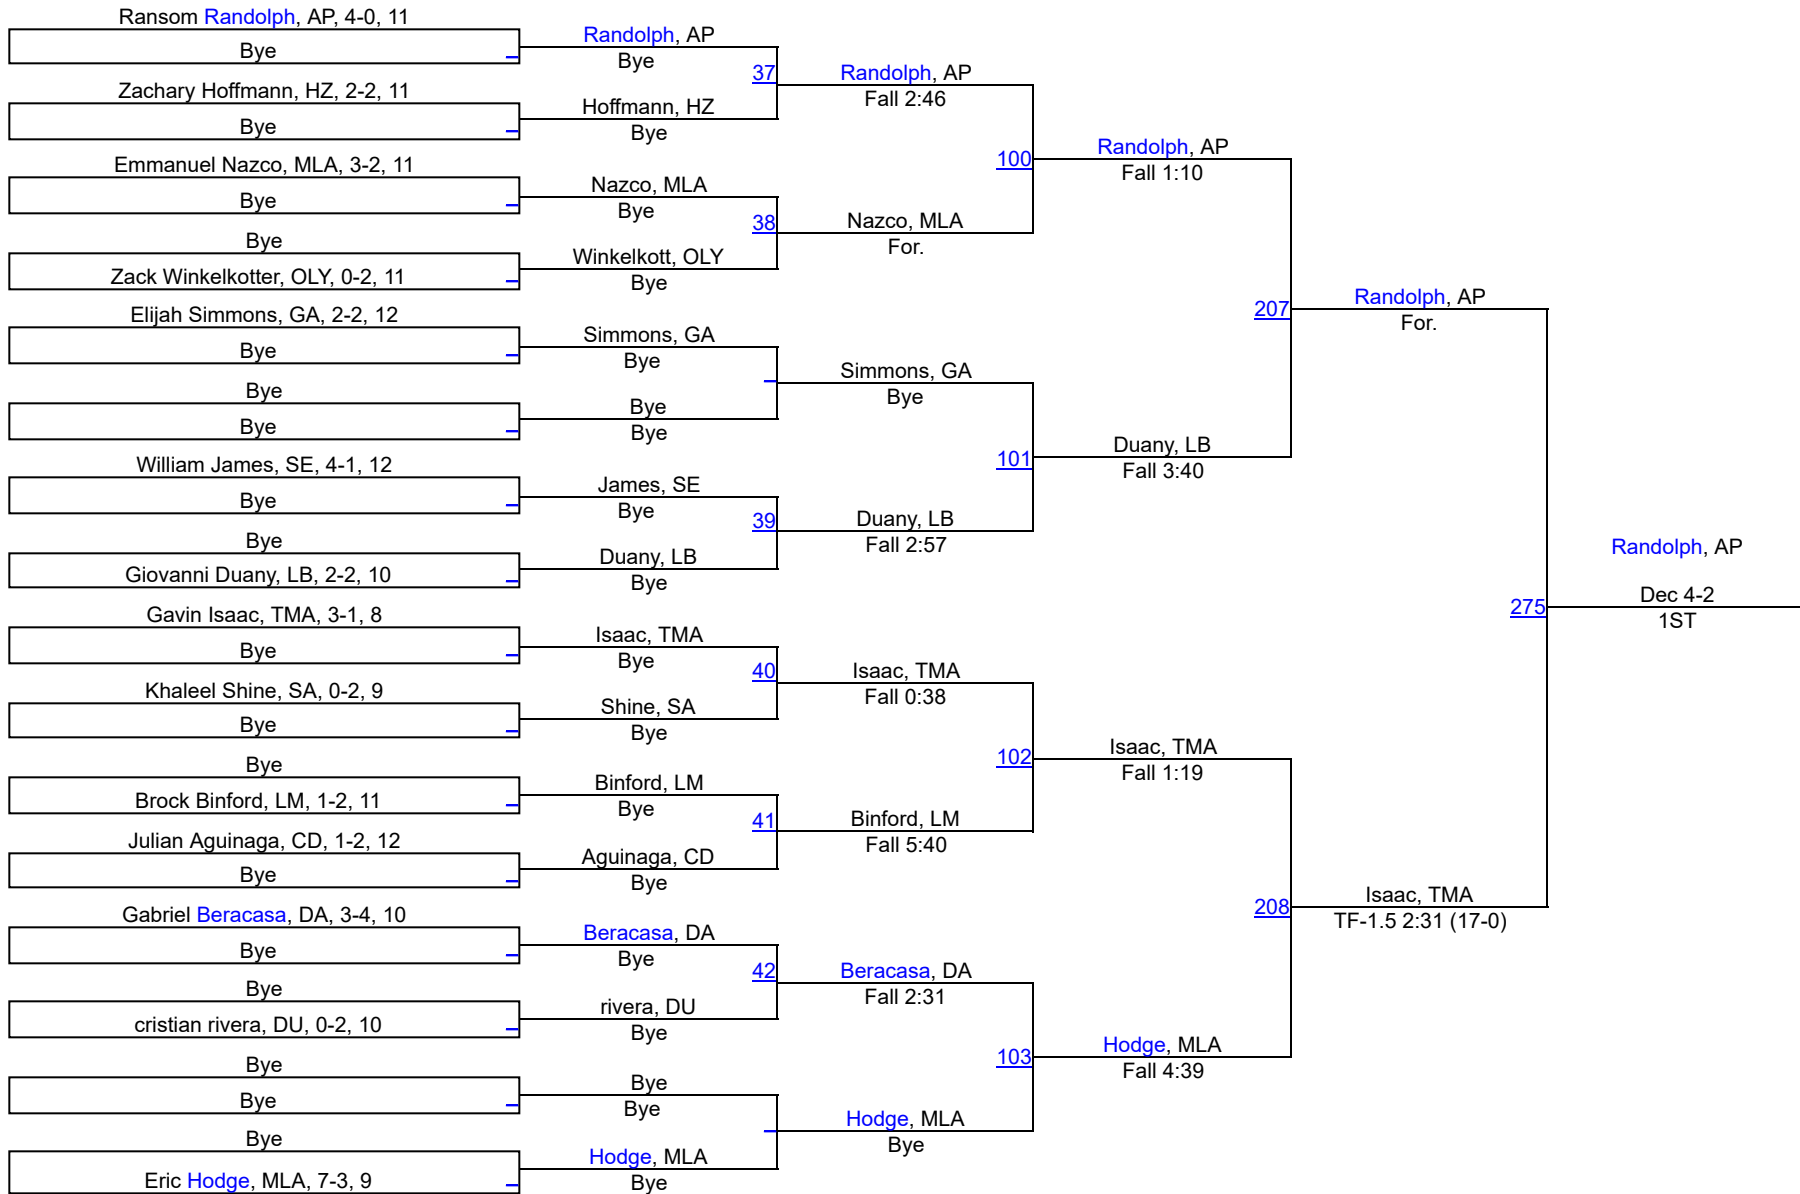 Ransom Randolph, AP, 4-0, 11
Bye
Zachary Hoffmann, HZ, 2-2, 11
Bye
Emmanuel Nazco, MLA, 3-2, 11
Bye
Bye
Zack Winkelkotter, OLY, 0-2, 11
Elijah Simmons, GA, 2-2, 12
Bye
Bye
Bye
William James, SE, 4-1, 12
Bye
Bye
Giovanni Duany, LB, 2-2, 10
Gavin Isaac, TMA, 3-1, 8
Bye
Khaleel Shine, SA, 0-2, 9
Bye
Bye
Brock Binford, LM, 1-2, 11
Julian Aguinaga, CD, 1-2, 12
Bye
Gabriel Beracasa, DA, 3-4, 10
Bye
Bye
cristian rivera, DU, 0-2, 10
Bye
Bye
Bye
Eric Hodge, MLA, 7-3, 9
Randolph, AP
Bye
37
Hoffmann, HZ
Bye
Nazco, MLA
Bye
38
Winkelkott, OLY
Bye
Simmons, GA
Bye
Bye
Bye
James, SE
Bye
39
Duany, LB
Bye
Isaac, TMA
Bye
40
Shine, SA
Bye
Binford, LM
Bye
41
Aguinaga, CD
Bye
Beracasa, DA
Bye
42
rivera, DU
Bye
Bye
Bye
Hodge, MLA
Bye
Randolph, AP
Fall 2:46
100
Nazco, MLA
For.
Simmons, GA
Bye
101
Duany, LB
Fall 2:57
Isaac, TMA
Fall 0:38
102
Binford, LM
Fall 5:40
Beracasa, DA
Fall 2:31
103
Hodge, MLA
Bye
Randolph, AP
Fall 1:10
207
Duany, LB
Fall 3:40
Isaac, TMA
Fall 1:19
208
Hodge, MLA
Fall 4:39
Randolph, AP
For.
275
Isaac, TMA
TF-1.5 2:31 (17-0)
Randolph, AP
Dec 4-2
1ST